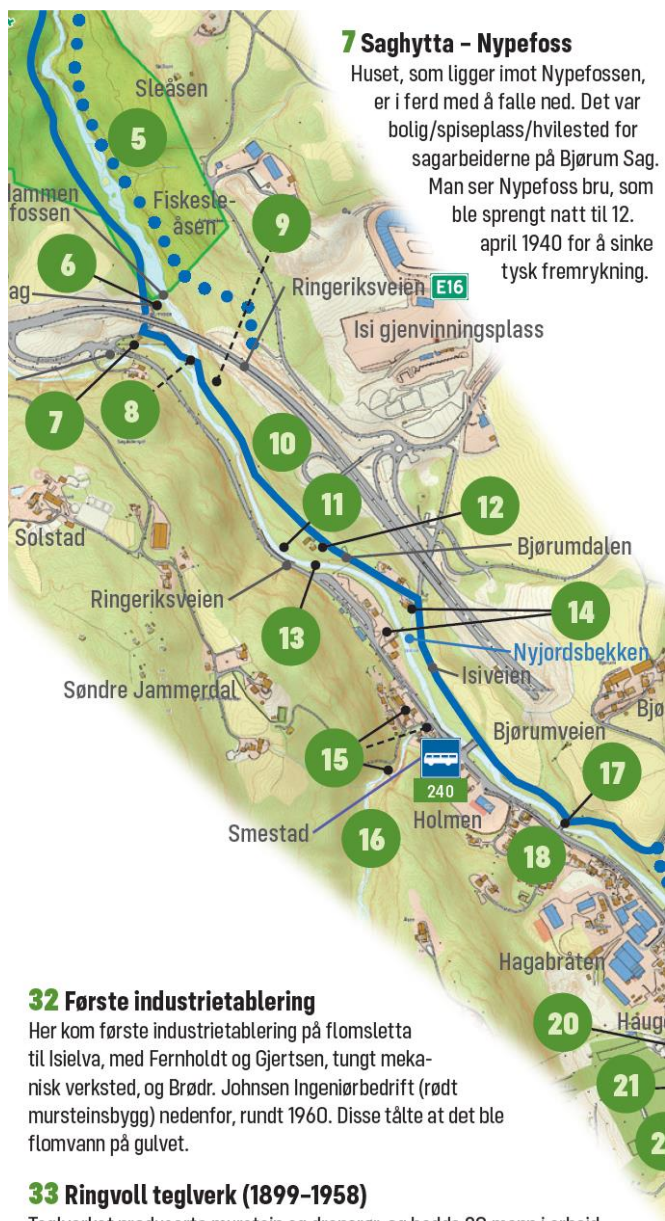 7 Saghytta – Nypefoss
Huset, som ligger imot Nypefossen,
er i ferd med å falle ned. Det var
bolig/spiseplass/hvilested for
sagarbeiderne på Bjørum Sag.
Man ser Nypefoss bru, som
ble sprengt natt til 12.
april 1940 for å sinke
tysk fremrykning.
Sleåsen
5
Fiskesle-
åsen
9
fossen
6
Ringeriksveien E16
Isi gjenvinningsplass
7
8
10
11
12
Solstad
Bjørumdalen
Ringeriksveien
13
14
Nyjordsbekken
Isiveien
Søndre Jammerdal
Bjørumveien
15
17
240
Smestad
16
Holmen
18
Hagabråten
20
21
32 Første industrietablering
Her kom første industrietablering på flomsletta
til Isielva, med Fernholdt og Gjertsen, tungt meka-
nisk verksted, og Brødr. Johnsen Ingeniørbedrift (rødt
mursteinsbygg) nedenfor, rundt 1960. Disse tålte at det ble
flomvann på gulvet.
33 Ringvoll teglverk (1899–1958)